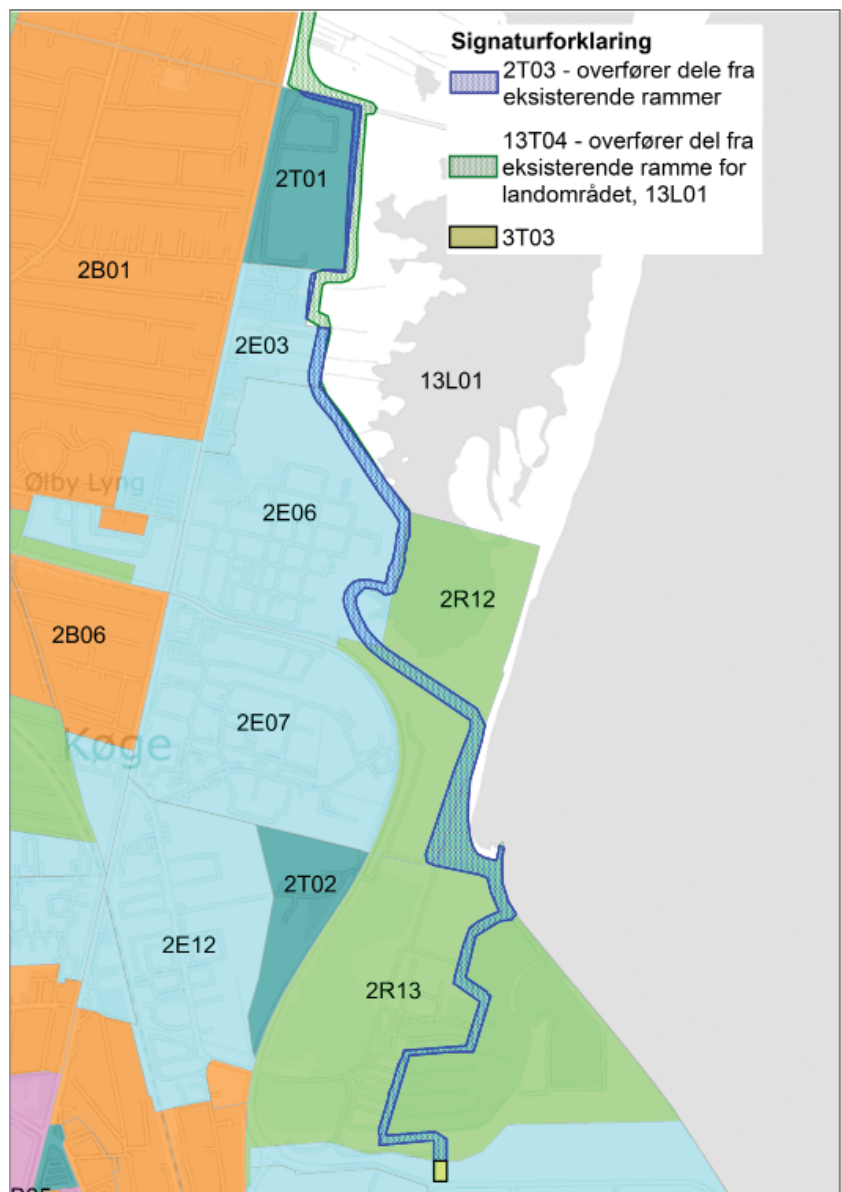 Signaturforklaring
2T03 - overfører dele fra
eksisterende rammer
13T04 - overfører del fra
eksisterende ramme for
landområdet, 13L01
3T03
2T01
2B01
2E03
13L01
Ølby Lyng
2E06
2R12
2B06
2E07
Køge
2T02
2E12
2R13